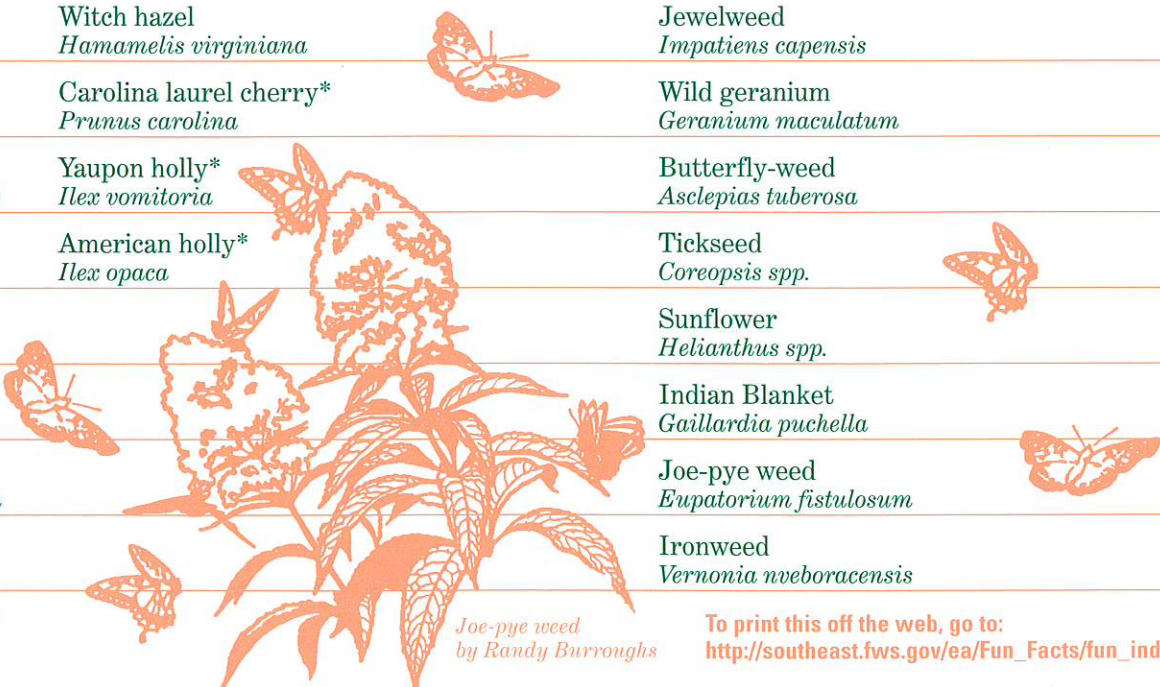 Witch hazel
Hamamelis virginiana
Carolina laurel cherry*
Prunus carolina
Yaupon holly*
Ilex vomitoria
American holly*
Ilex opaca
Jewelweed
Impatiens capensis
Wild geranium
Geranium maculatum
Butterfly-weed
Asclepias tuberosa
Tickseed
Coreopsis spp.
Sunflower
Helianthus spp.
Indian Blanket
Gaillardia puchella
Joe-pye weed
Eupatorium fistulosum
Ironweed
Vernonia nveboracensis
Joe-pye weed
by Randy Burroughs
To print this off the web, go to:
http://southeast.fws.gov/ea/Fun_Facts/fun_ind